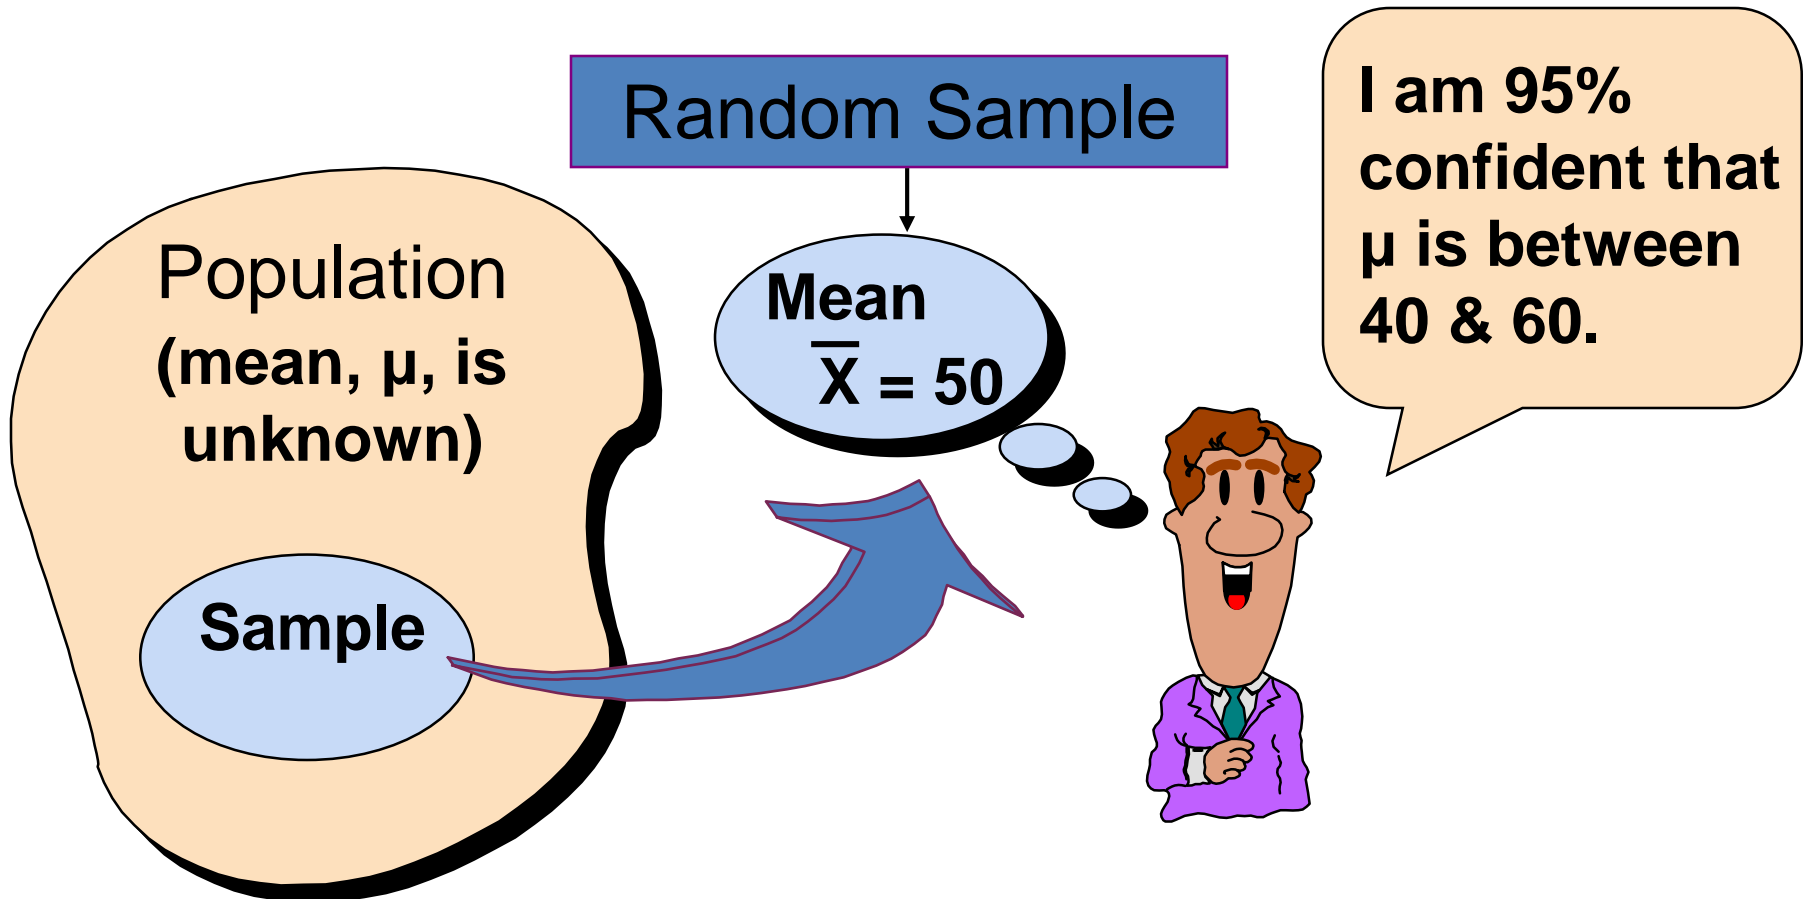 Random Sample
Population
(mean, μ, is
unknown)
Sample
Mean
X̅ = 50
I am 95%
confident that
μ is between
40 & 60.